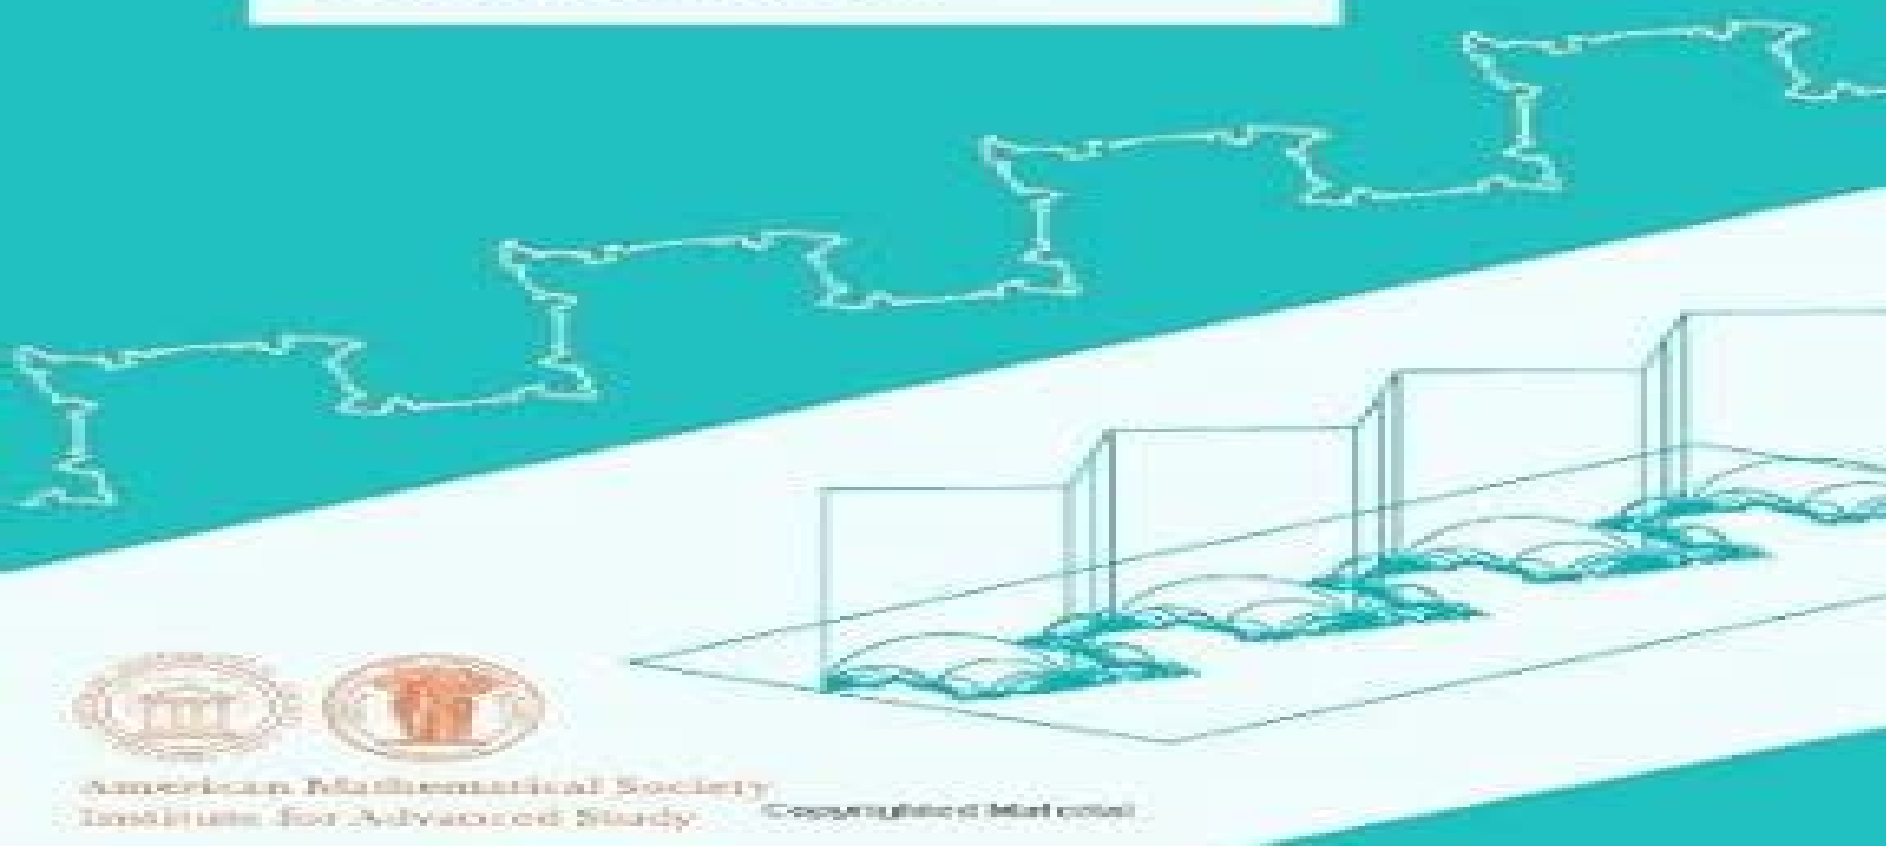 American Mathematical Society
Institute for Advanced Study
Copyrighted Material